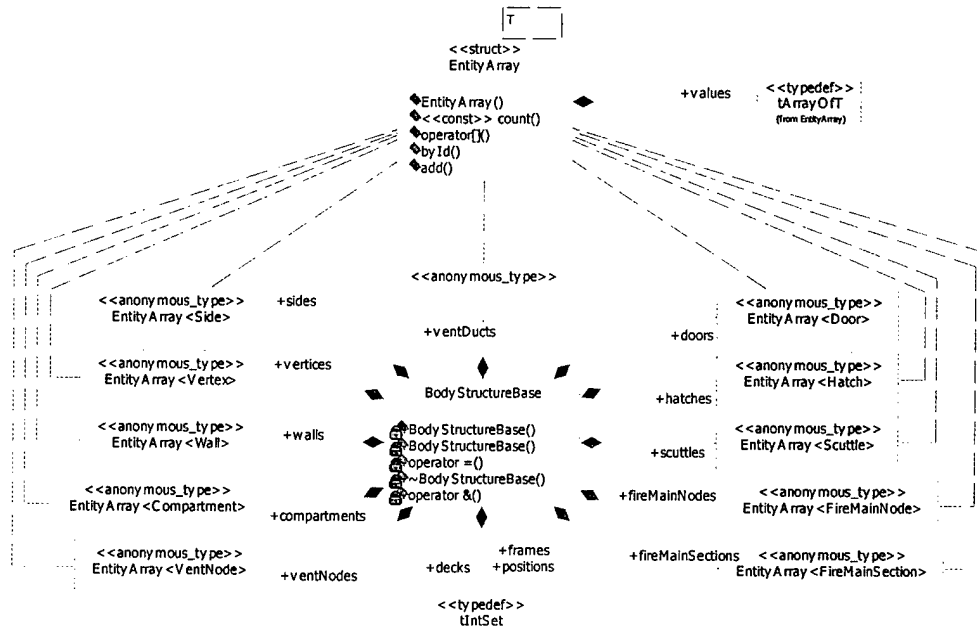 T
<<struct>>
EntityArray
EntityArray()
<<const>> count()
operator[]()
byId()
add()
+values
<<typedef>>
tArrayOfT
(from EntityArray)
<<anonymous_type>>
+ventDucts
<<anonymous_type>>
EntityArray<Side>
+sides
<<anonymous_type>>
EntityArray<Vertex>
+vertices
<<anonymous_type>>
EntityArray<Wall>
+walls
<<anonymous_type>>
EntityArray<Compartment>
+compartments
<<anonymous_type>>
EntityArray<VentNode>
+ventNodes
BodyStructureBase
BodyStructureBase()
BodyStructureBase()
operator =()
~BodyStructureBase()
operator &()
+doors
<<anonymous_type>>
EntityArray<Door>
+hatches
<<anonymous_type>>
EntityArray<Hatch>
+scuttles
<<anonymous_type>>
EntityArray<Scuttle>
+fireMainNodes
<<anonymous_type>>
EntityArray<FireMainNode>
+fireMainSections
<<anonymous_type>>
EntityArray<FireMainSection>
+decks
+frames
+positions
<<typedef>>
tIntSet